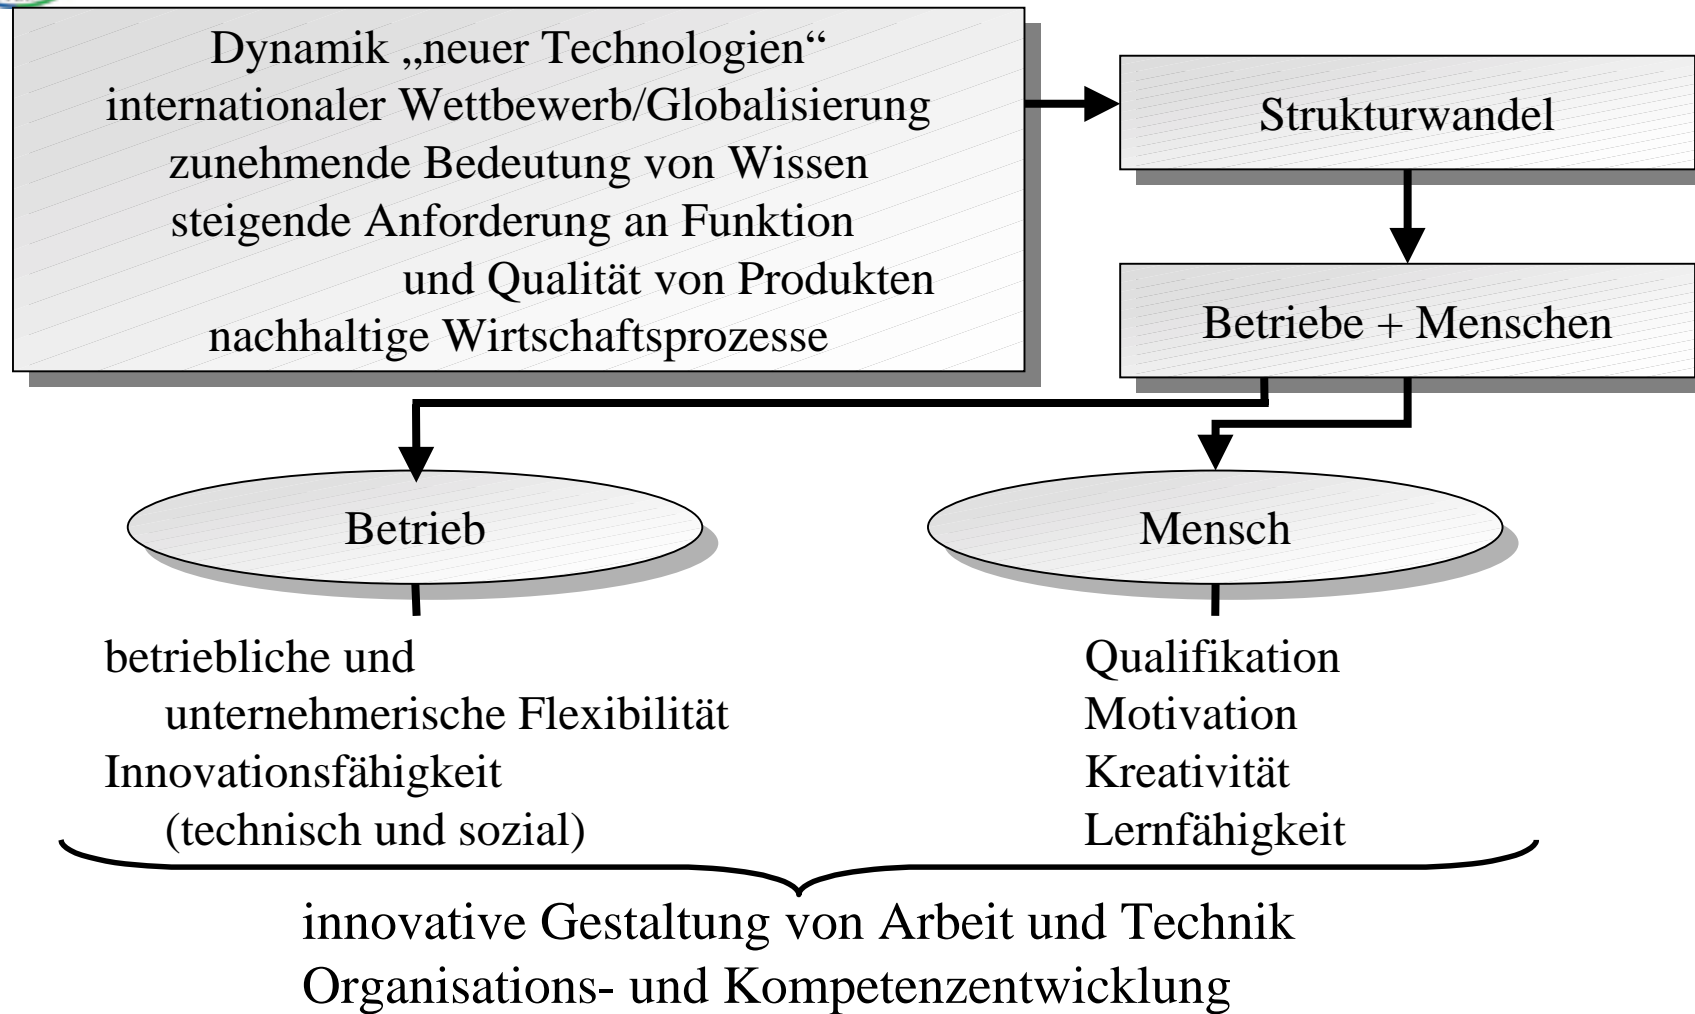 Dynamik „neuer Technologien“
internationaler Wettbewerb/Globalisierung
zunehmende Bedeutung von Wissen
steigende Anforderung an Funktion
und Qualität von Produkten
nachhaltige Wirtschaftsprozesse
Strukturwandel
Betriebe + Menschen
Betrieb
betriebliche und
unternehmerische Flexibilität
Innovationsfähigkeit
(technisch und sozial)
Mensch
Qualifikation
Motivation
Kreativität
Lernfähigkeit
innovative Gestaltung von Arbeit und Technik
Organisations- und Kompetenzentwicklung